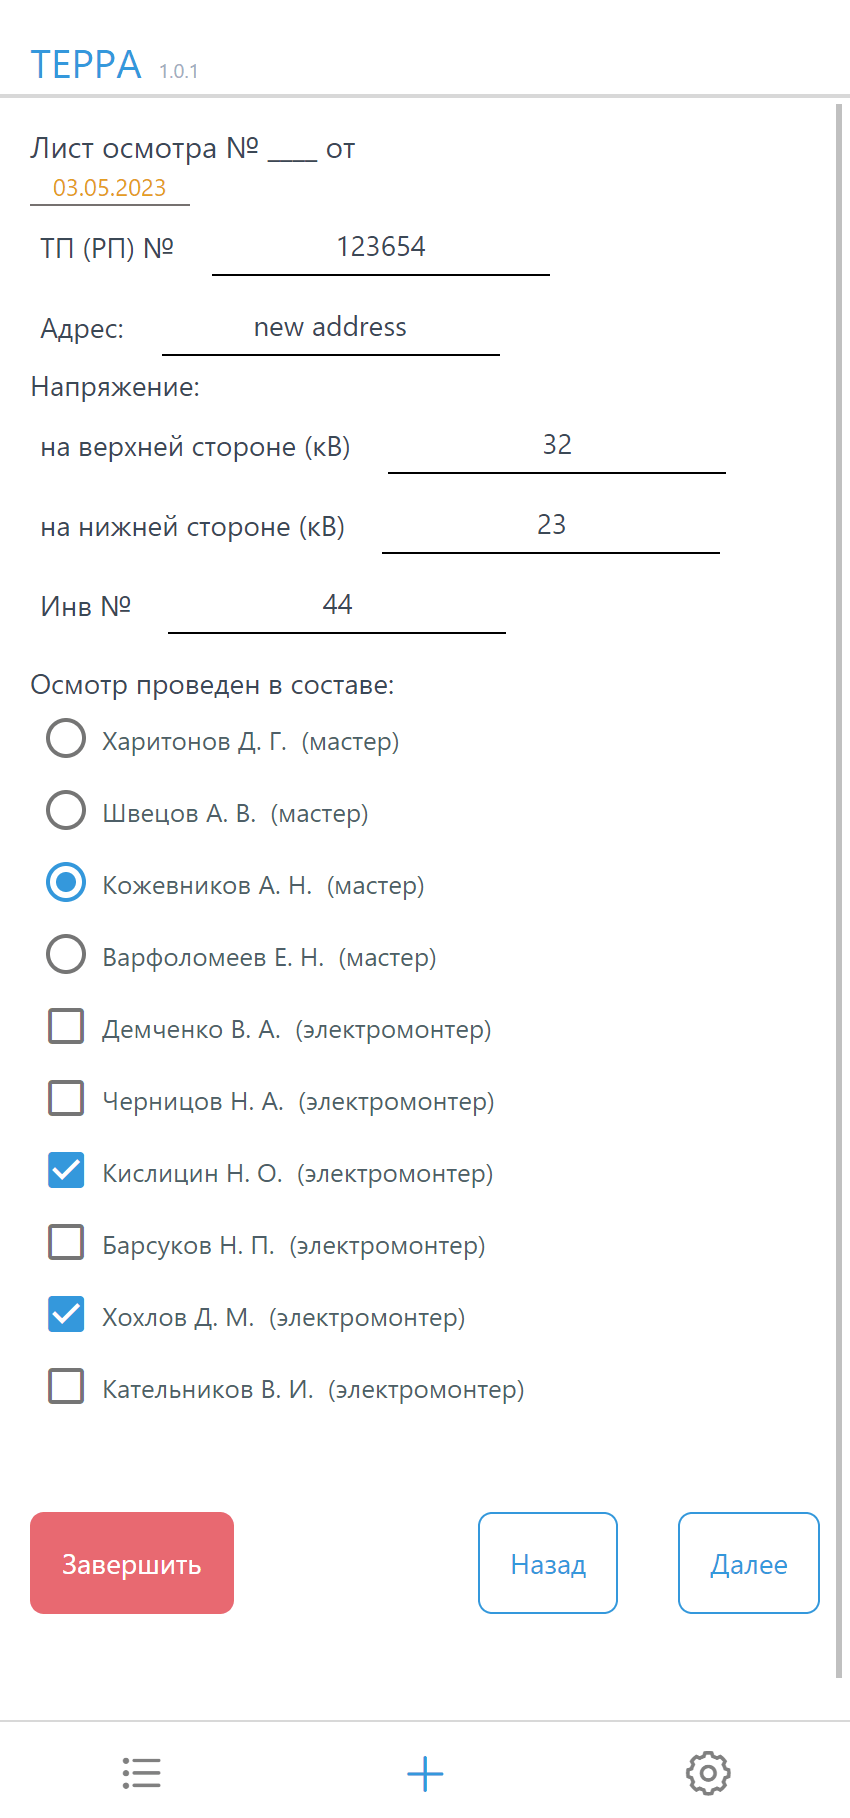 ТЕРРА 1.0.1
Лист осмотра № ____ от
03.05.2023
ТП (РП) № 123654
Адрес: new address
Напряжение:
на верхней стороне (кВ) 32
на нижней стороне (кВ) 23
Инв № 44
Осмотр проведен в составе:
Харитонов Д. Г. (мастер)
Швецов А. В. (мастер)
Кожевников А. Н. (мастер)
Варфоломеев Е. Н. (мастер)
Демченко В. А. (электромонтер)
Черницов Н. А. (электромонтер)
Кислицин Н. О. (электромонтер)
Барсуков Н. П. (электромонтер)
Хохлов Д. М. (электромонтер)
Кательников В. И. (электромонтер)
Завершить Назад Далее